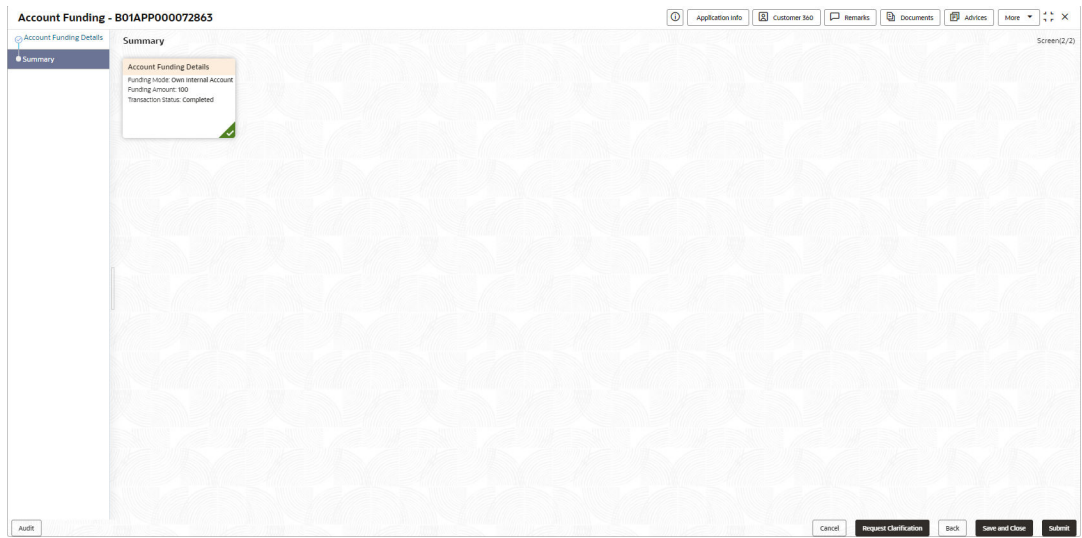 Account Funding - B01APP000072863
Application Info
Customer 360
Remarks
Documents
Advices
More
Account Funding Details
Summary
Summary
Screen(2/2)
Account Funding Details
Funding Mode: Own Internal Account
Funding Amount: 100
Transaction Status: Completed
Audit
Cancel
Request Clarification
Back
Save and Close
Submit